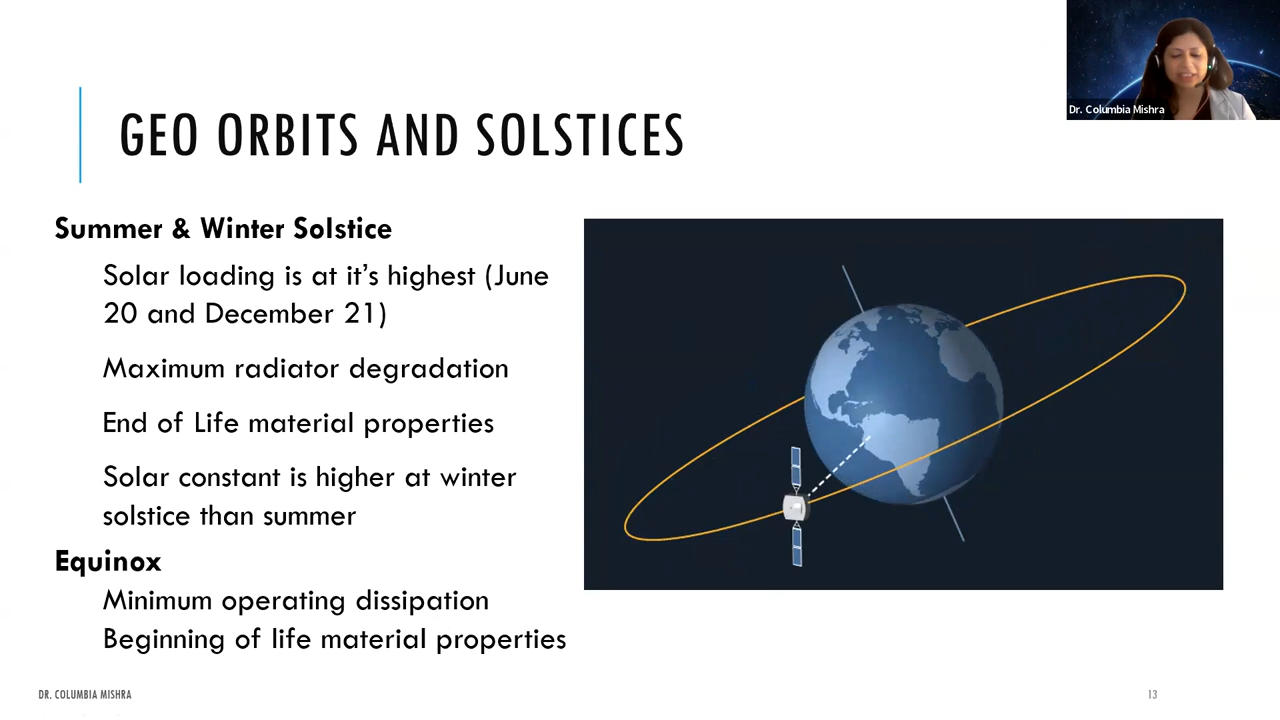 Dr. Columbia Mishra
GEO ORBITS AND SOLSTICES
Summer & Winter Solstice
Solar loading is at it's highest (June
20 and December 21)
Maximum radiator degradation
End of Life material properties
Solar constant is higher at winter
solstice than summer
Equinox
Minimum operating dissipation
Beginning of life material properties
DR. COLUMBIA MISHRA
13